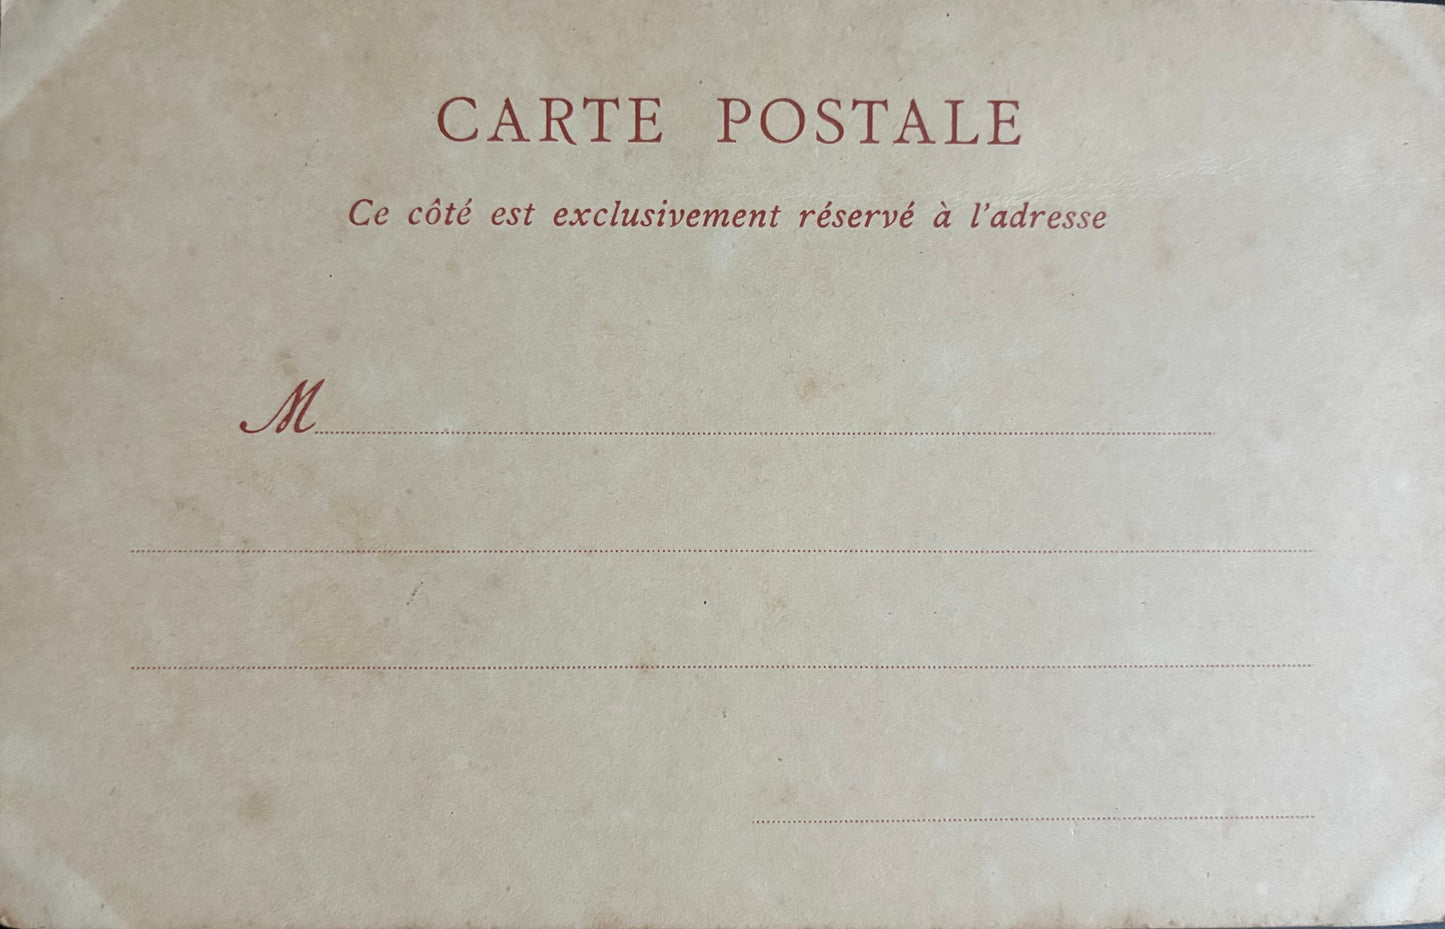 CARTE POSTALE
Ce côté est exclusivement réservé à l’adresse
M